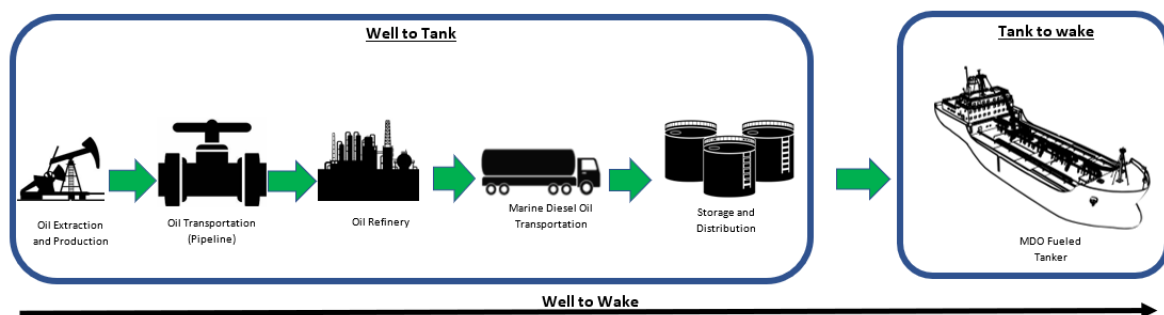 Well to Tank
Tank to wake
Oil Extraction
and Production
Oil Transportation
(Pipeline)
Oil Refinery
Marine Diesel Oil
Transportation
Storage and
Distribution
MDO Fueled
Tanker
Well to Wake